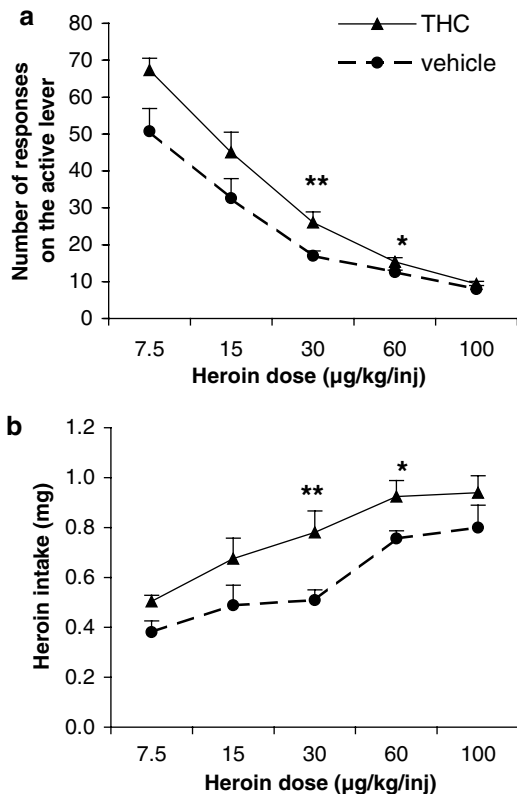 a
THC
vehicle
Number of responses
on the active lever
80
70
60
50
40
30
20
10
0
**
*
7.5 15 30 60 100
Heroin dose (µg/kg/inj)
b
Heroin intake (mg)
1.2
1.0
0.8
0.6
0.4
0.2
0.0
**
*
7.5 15 30 60 100
Heroin dose (µg/kg/inj)